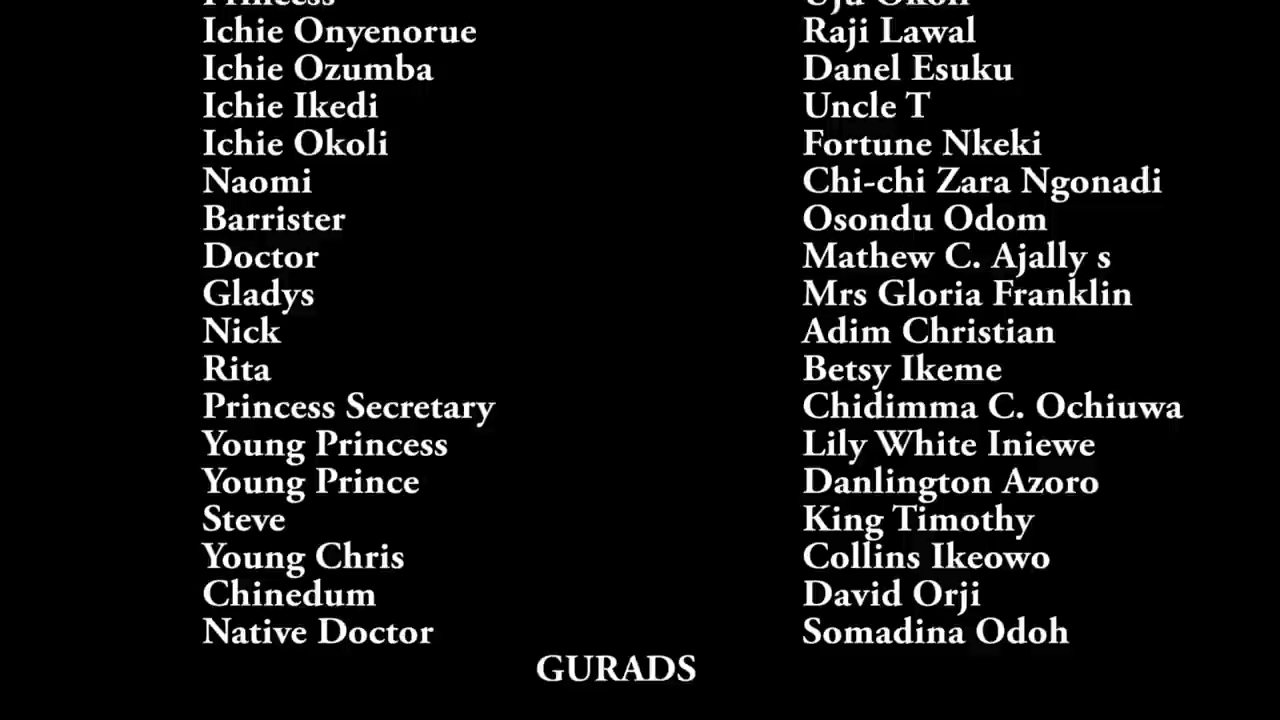 Princess Uju Okoli
Ichie Onyenorue Raji Lawal
Ichie Ozumba Danel Esuku
Ichie Ikedi Uncle T
Ichie Okoli Fortune Nkeki
Naomi Chi-chi Zara Ngonadi
Barrister Osondu Odom
Doctor Mathew C. Ajally s
Gladys Mrs Gloria Franklin
Nick Adim Christian
Rita Betsy Ikeme
Princess Secretary Chidimma C. Ochiuwa
Young Princess Lily White Iniewe
Young Prince Danlington Azoro
Steve King Timothy
Young Chris Collins Ikeowo
Chinedum David Orji
Native Doctor Somadina Odoh
GURADS